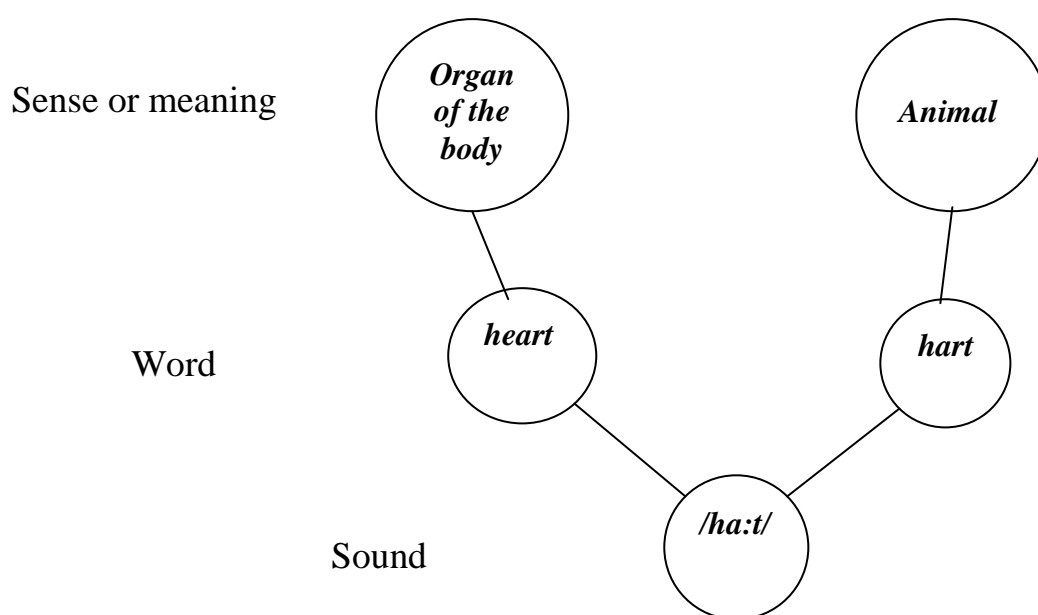 Sense or meaning
Organ
of the
body
Animal
Word
heart
hart
Sound
/ha:t/